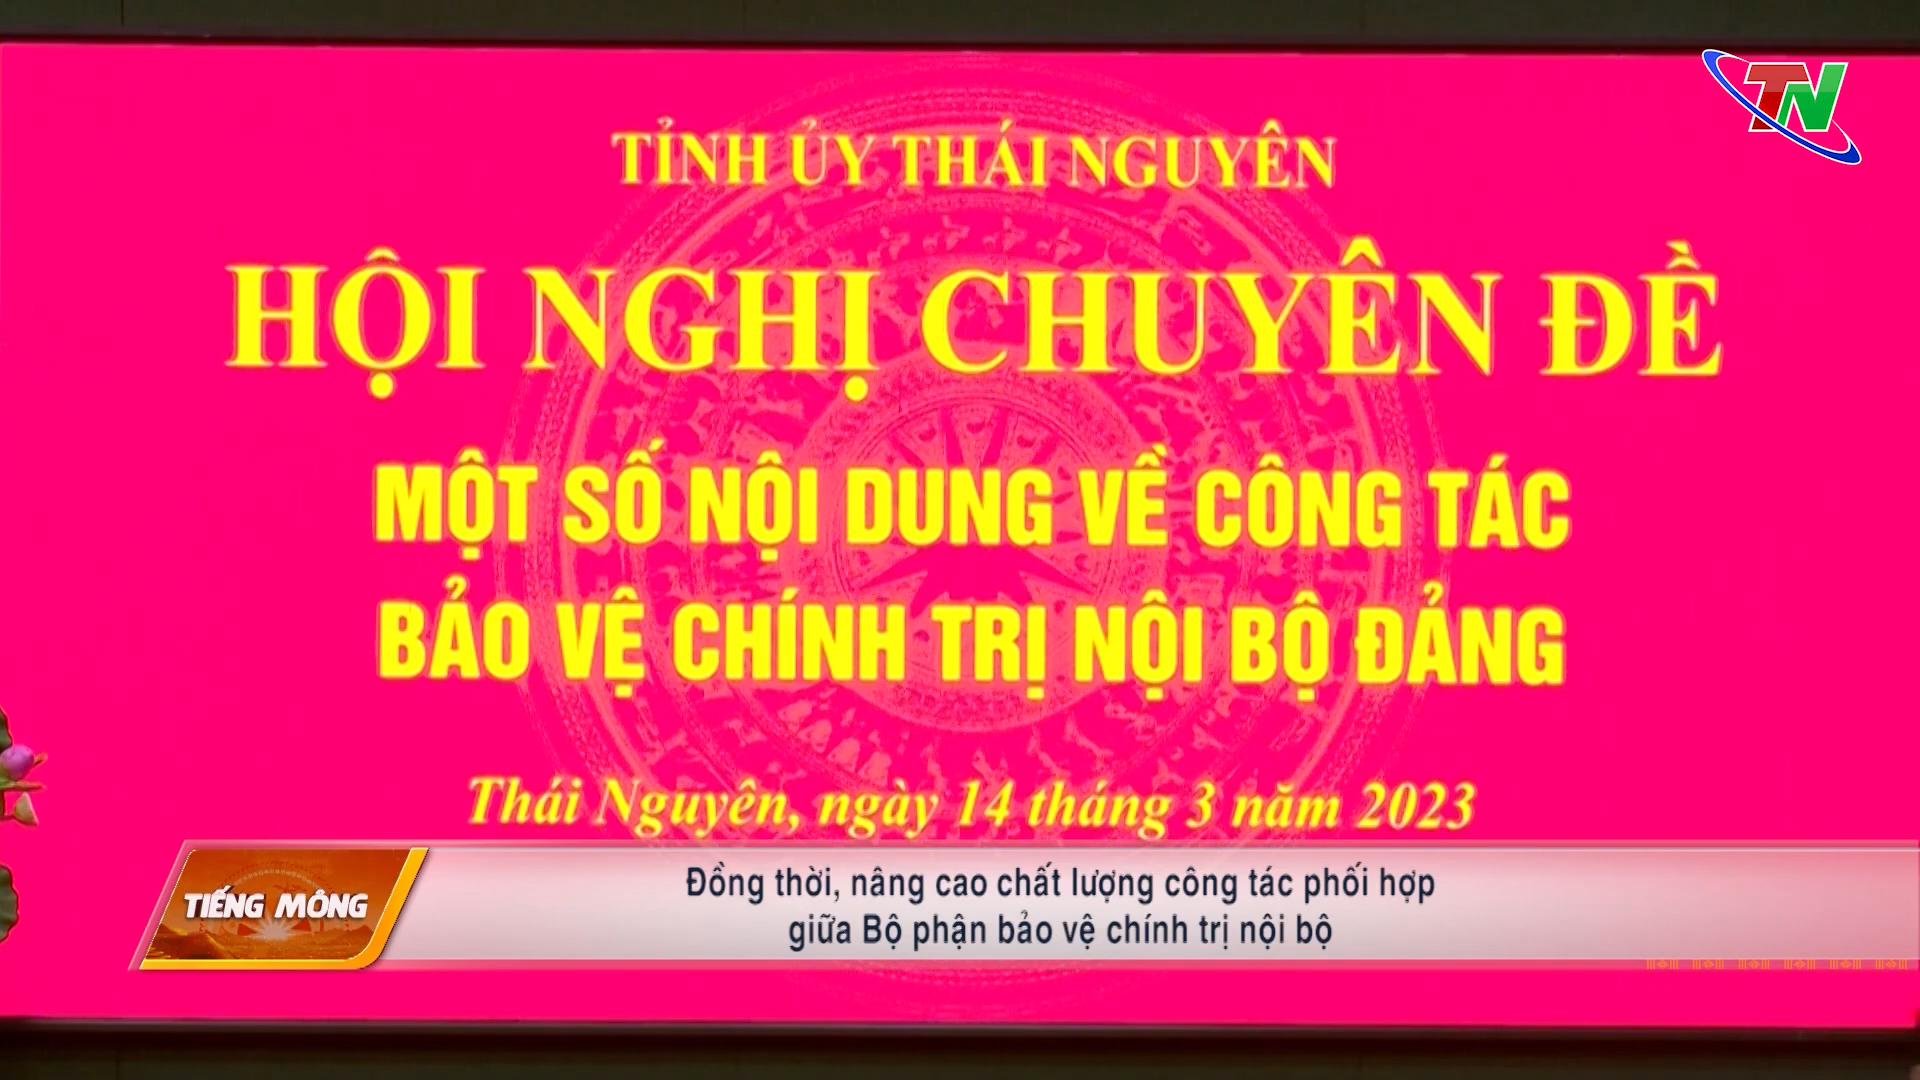 TN
TỈNH ỦY THÁI NGUYÊN
HỘI NGHỊ CHUYÊN ĐỀ
MỘT SỐ NỘI DUNG VỀ CÔNG TÁC
BẢO VỆ CHÍNH TRỊ NỘI BỘ ĐẢNG
Thái Nguyên, ngày 14 tháng 3 năm 2023
TIẾNG MÔNG
Đồng thời, nâng cao chất lượng công tác phối hợp
giữa Bộ phận bảo vệ chính trị nội bộ